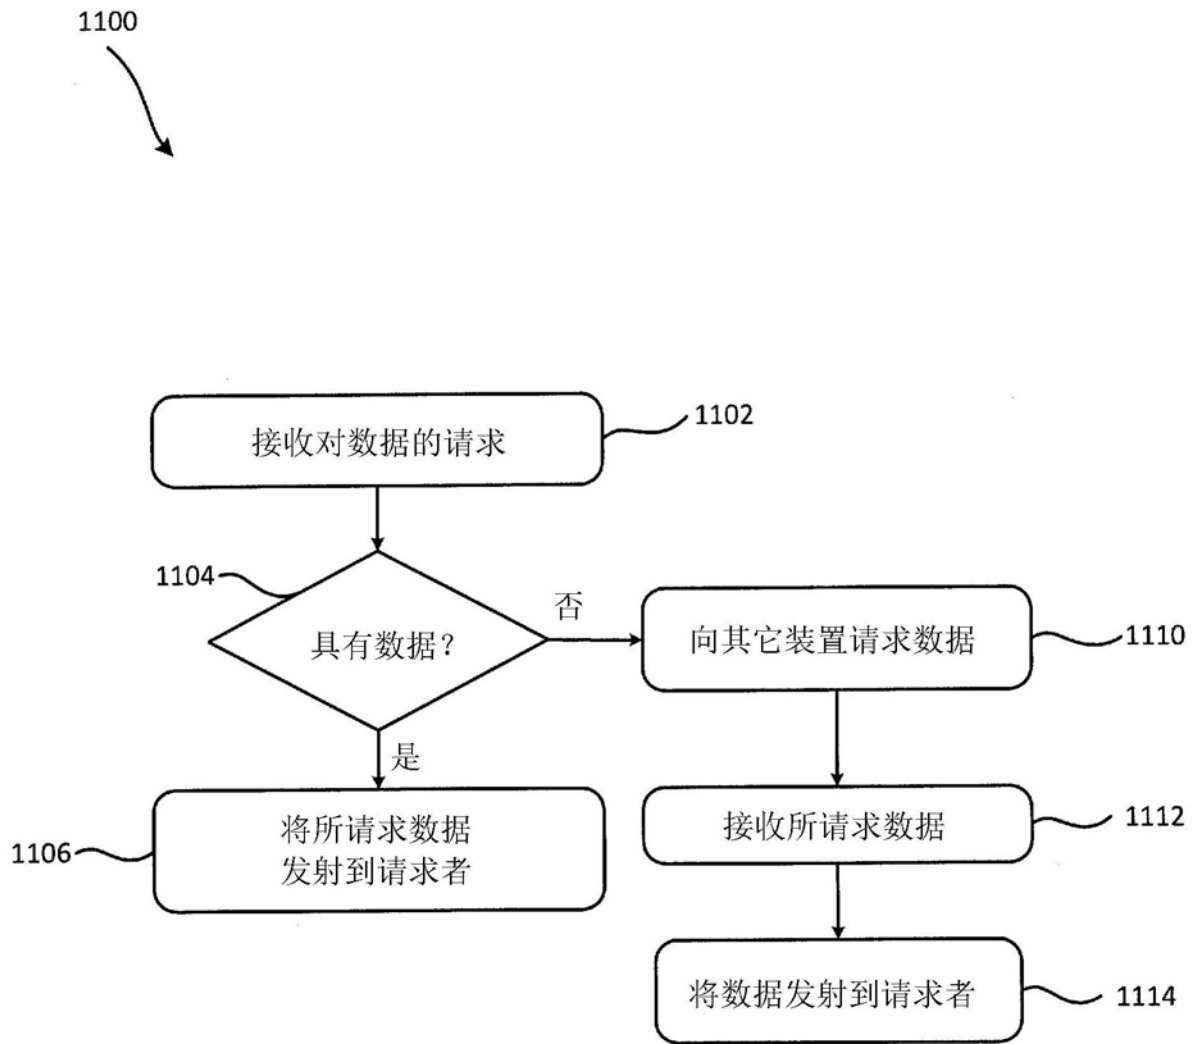 1100
接收对数据的请求
1102
1104
具有数据?
否
向其它装置请求数据
1110
是
将所请求数据
发射到请求者
1106
接收所请求数据
1112
将数据发射到请求者
1114